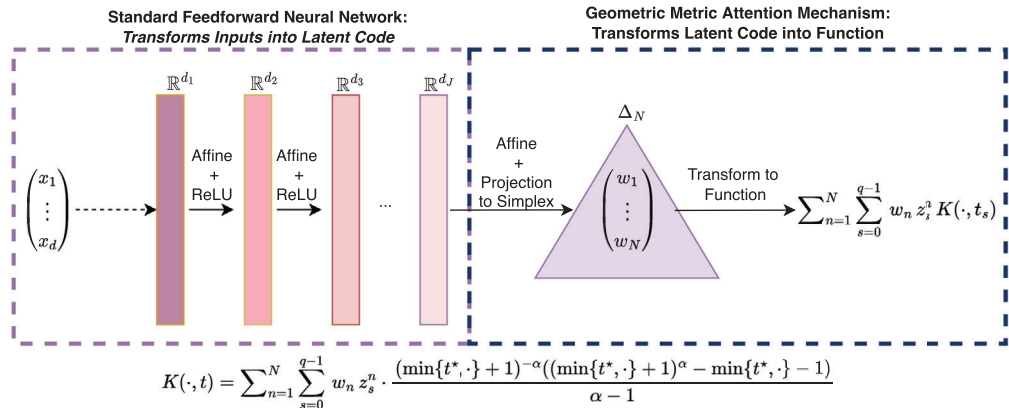 Standard Feedforward Neural Network:
Transforms Inputs into Latent Code
Geometric Metric Attention Mechanism:
Transforms Latent Code into Function
ℝ^{d_1}
ℝ^{d_2}
ℝ^{d_3}
ℝ^{d_J}
x_1
⋮
x_d
Affine
+
ReLU
Affine
+
ReLU
...
Affine
+
Projection
to Simplex
Δ_N
w_1
⋮
w_N
Transform to
Function
∑_{n=1}^{N} ∑_{s=0}^{q-1} w_n z_i^n K(·, t_s)
K(·, t) = ∑_{n=1}^{N} ∑_{s=0}^{q-1} w_n z_s^n · \frac{(min{t^⋆, ·} + 1)^{-α}((min{t^⋆, ·} + 1)^α − min{t^⋆, ·} − 1)}{α − 1}